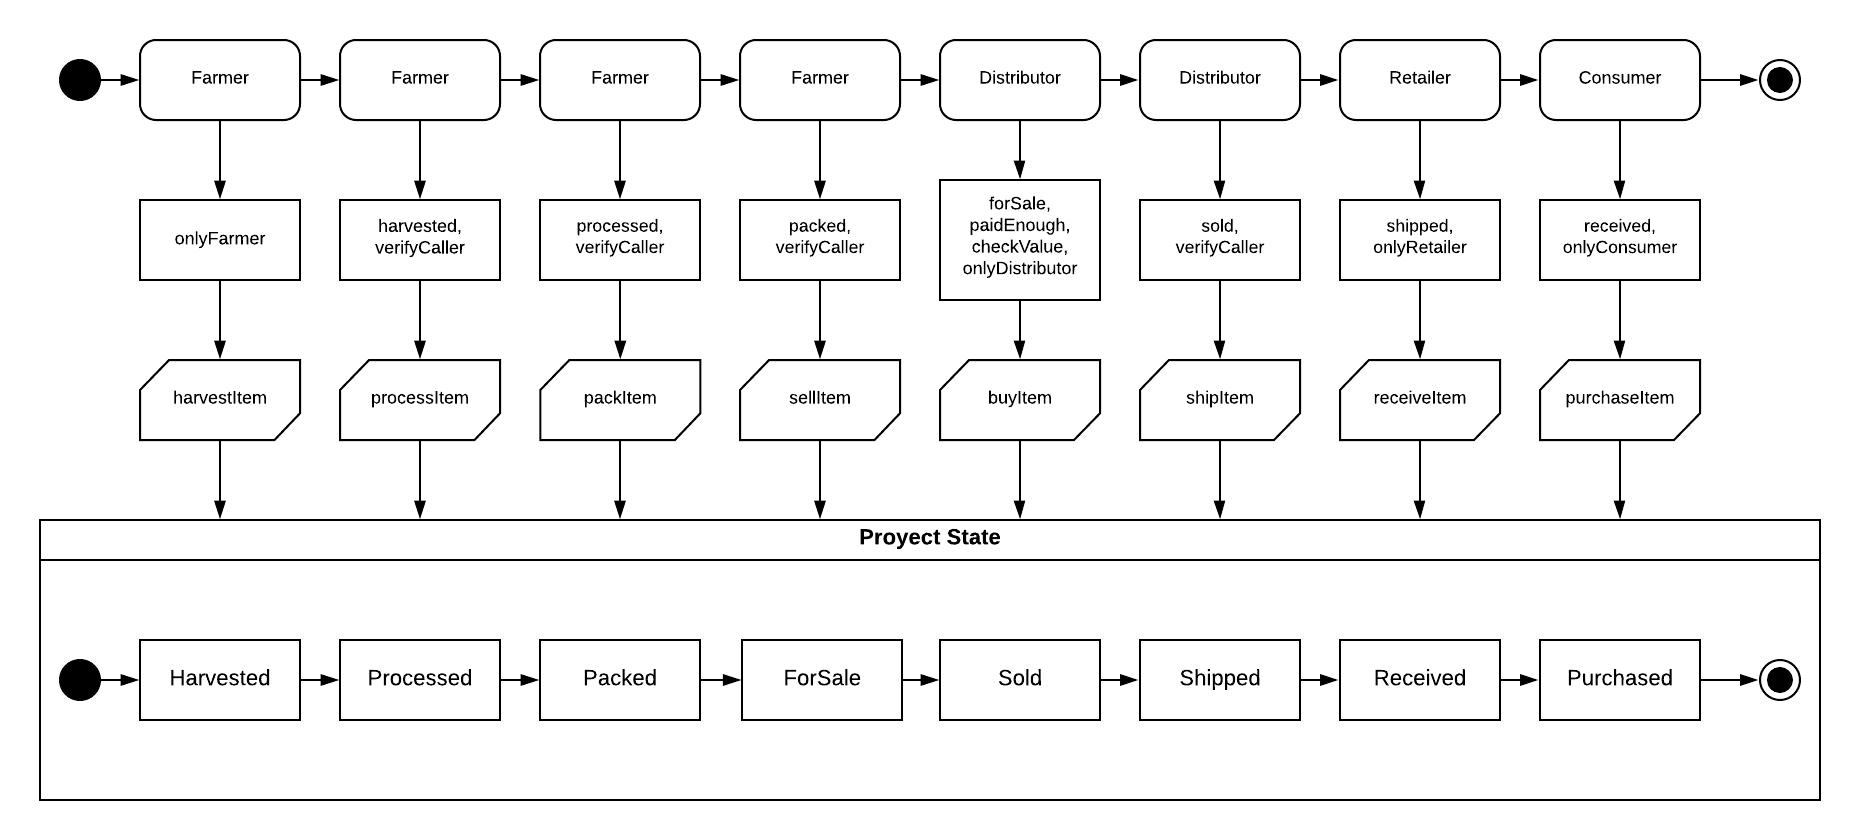 Farmer
Farmer
Farmer
Farmer
Distributor
Distributor
Retailer
Consumer
onlyFarmer
harvested,
verifyCaller
processed,
verifyCaller
packed,
verifyCaller
forSale,
paidEnough,
checkValue,
onlyDistributor
sold,
verifyCaller
shipped,
onlyRetailer
received,
onlyConsumer
harvestItem
processItem
packItem
sellItem
buyItem
shipItem
receiveItem
purchaseItem
Proyect State
Harvested
Processed
Packed
ForSale
Sold
Shipped
Received
Purchased